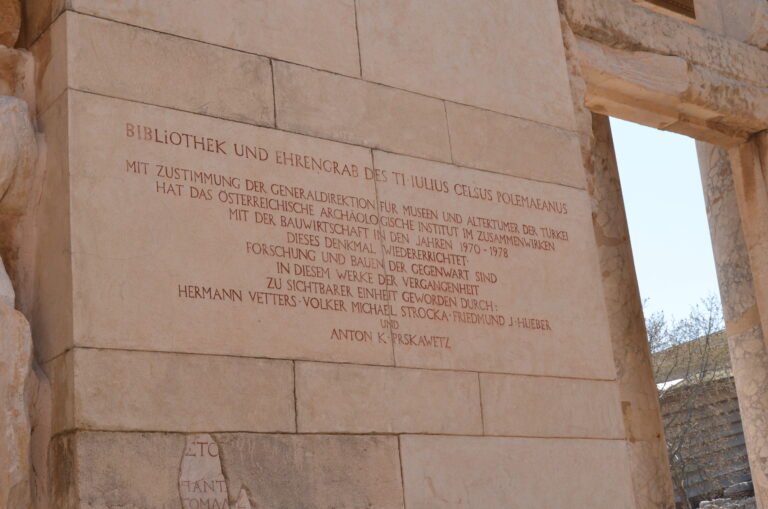 BIBLIOTHEK UND EHRENGRAB DES TI·IULIUS CELSUS POLEMAEANUS
MIT ZUSTIMMUNG DER GENERALDIREKTION FÜR MUSEEN UND ALTERTÜMER DER TÜRKEI
HAT DAS ÖSTERREICHISCHE ARCHÄOLOGISCHE INSTITUT IM ZUSAMMENWIRKEN
MIT DER BAUWIRTSCHAFT IN DEN JAHREN 1970-1978
DIESES DENKMAL WIEDERERRICHTET·
FORSCHUNG UND BAUEN DER GEGENWART SIND
IN DIESEM WERKE DER VERGANGENHEIT
ZU SICHTBARER EINHEIT GEWORDEN DURCH:
HERMANN VETTERS·VOLKER MICHAEL STROCKA·FRIEDMUND J·HUEBER
UND
ANTON K·PRSKAWETZ